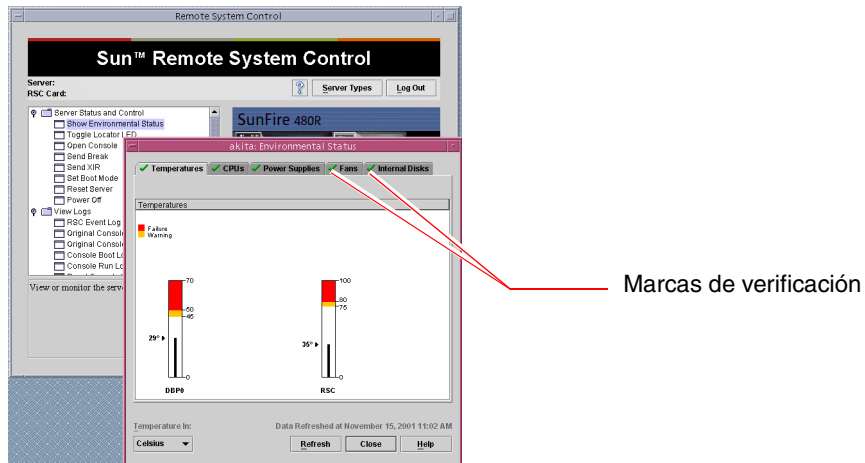 Remote System Control
Sun™ Remote System Control
Server:
RSC Card:
Server Types
Log Out
Server Status and Control
Show Environmental Status
Toggle Locator LED
Open Console
Send Break
Send XIR
Set Boot Mode
Reset Server
Power Off
View Logs
RSC Event Log
Original Consol
Original Consol
Console Boot Lo
Console Run Lo
View or monitor the serve
SunFire 480R
akita: Environmental Status
Temperatures
CPUs
Power Supplies
Fans
Internal Disks
Temperatures
Failure
Warning
70
50
45
29°
0
DBP0
100
80
75
35°
0
RSC
Temperature In:
Data Refreshed at November 15, 2001 11:02 AM
Celsius
Refresh
Close
Help
Marcas de verificación